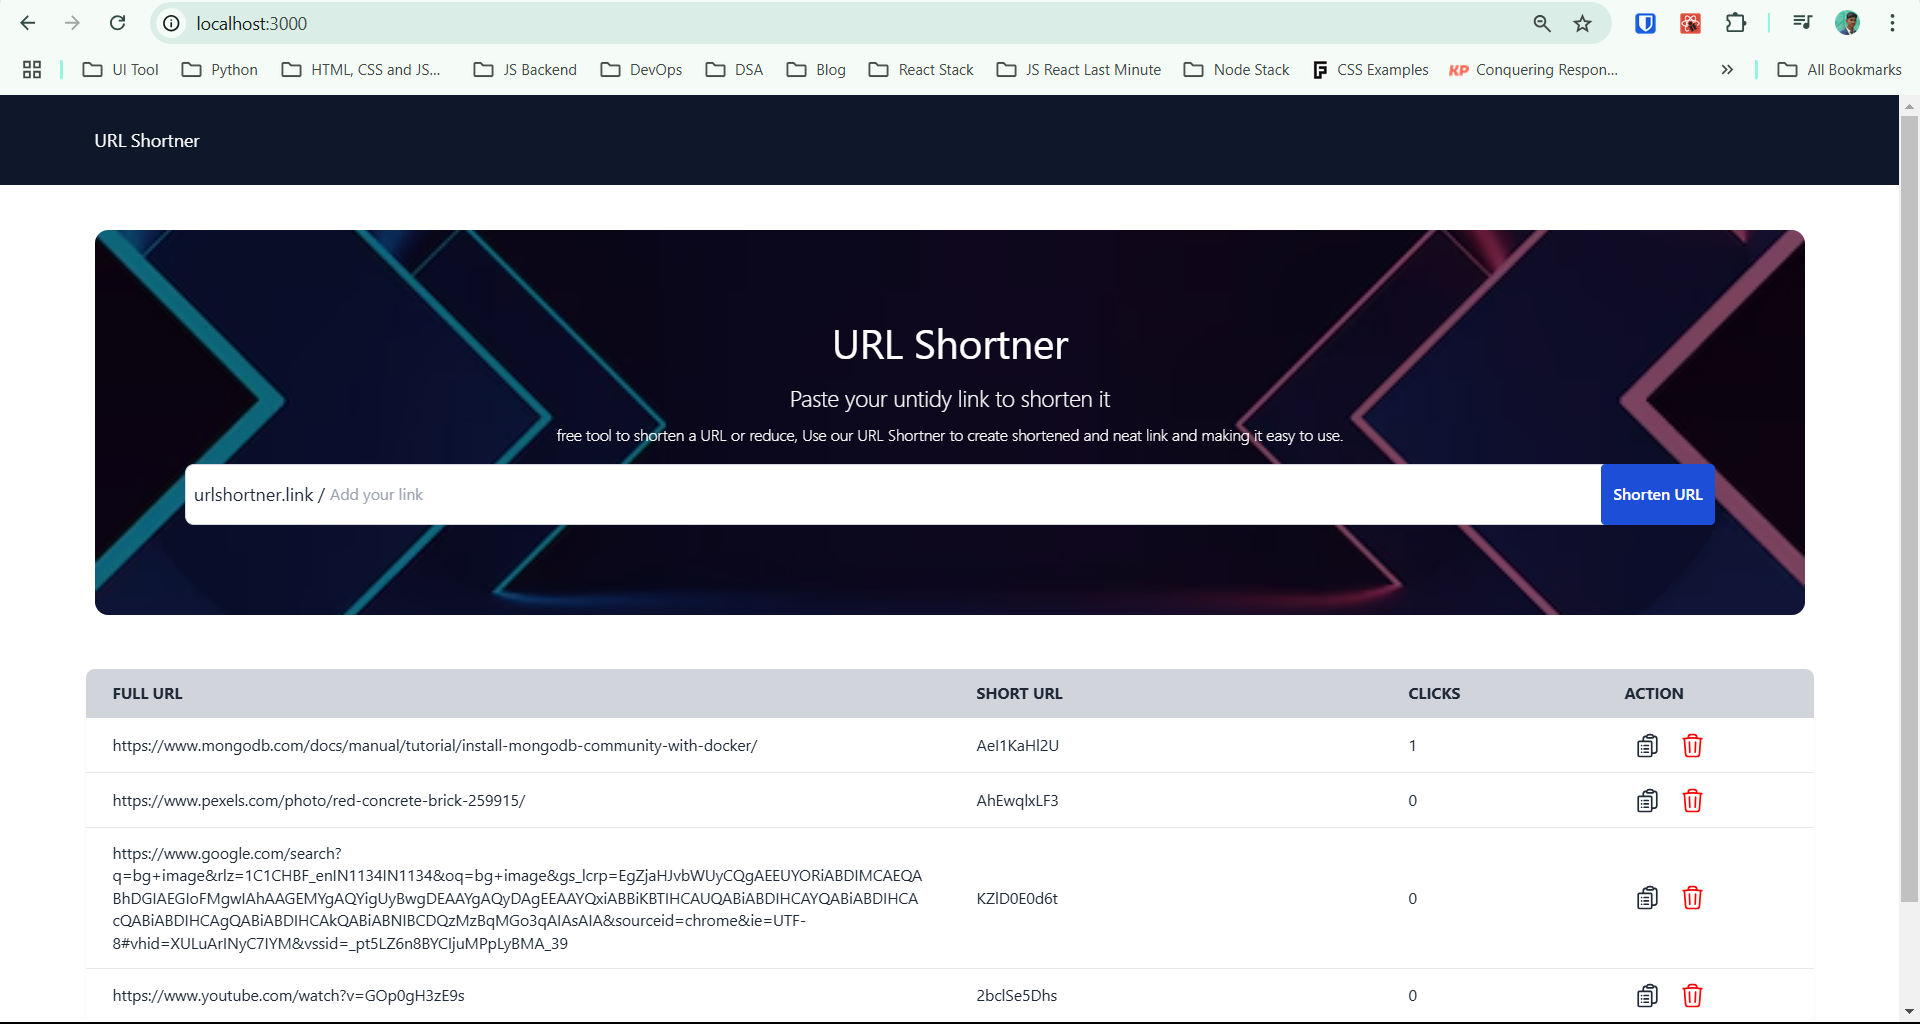 localhost:3000
UI Tool Python HTML, CSS and JS... JS Backend DevOps DSA Blog React Stack JS React Last Minute Node Stack CSS Examples KP Conquering Respon... » All Bookmarks
URL Shortner
URL Shortner
Paste your untidy link to shorten it
free tool to shorten a URL or reduce, Use our URL Shortner to create shortened and neat link and making it easy to use.
urlshortner.link / Add your link Shorten URL
FULL URL SHORT URL CLICKS ACTION
https://www.mongodb.com/docs/manual/tutorial/install-mongodb-community-with-docker/ AeI1KaHl2U 1
https://www.pexels.com/photo/red-concrete-brick-259915/ AhEwqlxLF3 0
https://www.google.com/search?
q=bg+image&rlz=1C1CHBF_enIN1134IN1134&oq=bg+image&gs_lcrp=EgZjaHJvbWUyCQgAEEUYORiABDIMCAEQA
BhDGIAEGIoFMgwIAhAAGEMYgAQYigUyBwgDEAAYgAQyDAgEEAAYQxiABBiKBTIHCAUQABiABDIHCAYQABiABDIHCA
cQABiABDIHCAgQABiABDIHCAkQABiABNIBCDQzMzBqMGo3qAIAsAIA&sourceid=chrome&ie=UTF-
8#vhid=XULuArINyC7IYM&vssid=_pt5LZ6n8BYCIjuMPpLyBMA_39
KZlD0E0d6t 0
https://www.youtube.com/watch?v=GOp0gH3zE9s 2bclSe5Dhs 0